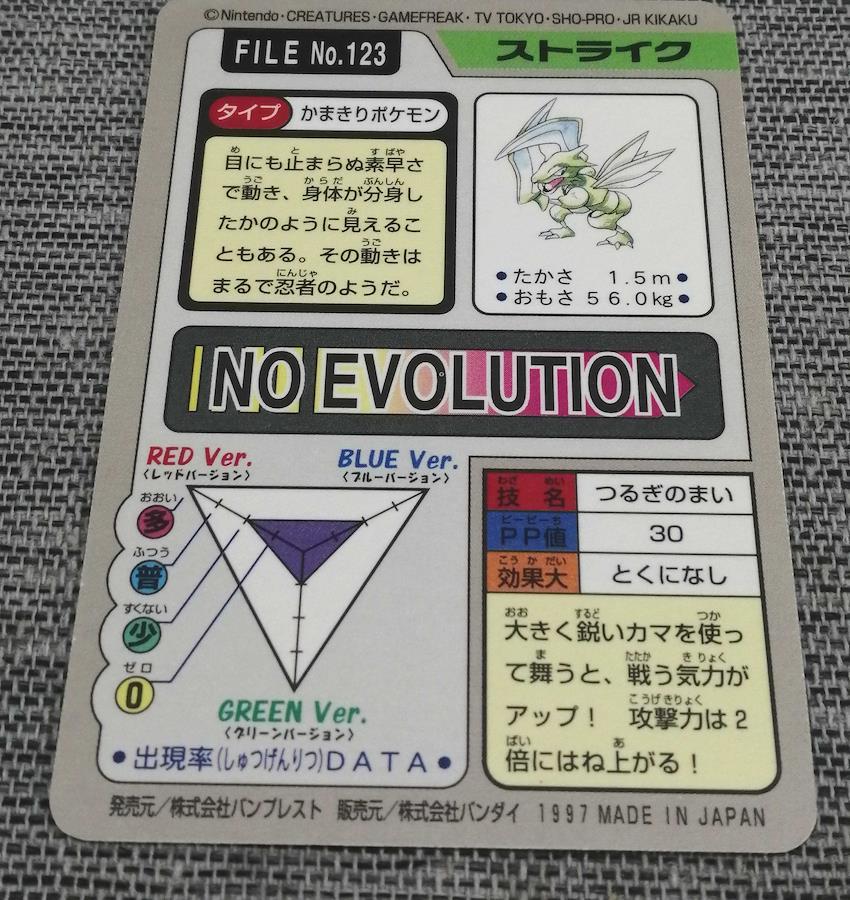 ©Nintendo・CREATURES・GAMEFREAK・TV TOKYO・SHO-PRO・JR KIKAKU
FILE No.123
ストライク
タイプ かまきりポケモン
目にも止まらぬ素早さ
で動き、身体が分身し
たかのように見えるこ
ともある。その動きは
まるで忍者のようだ。
•たかさ 1.5m•
•おもさ 56.0kg•
NO EVOLUTION
RED Ver.
〈レッドバージョン〉
BLUE Ver.
〈ブルーバージョン〉
おおい
多
ふつう
普
すくない
少
ゼロ
0
GREEN Ver.
〈グリーンバージョン〉
•出現率(しゅつげんりつ)DATA•
技名 つるぎのまい
PP値 30
効果大 とくになし
大きく鋭いカマを使っ
て舞うと、戦う気力が
アップ! 攻撃力は2
倍にはね上がる!
発売元/株式会社バンプレスト 販売元/株式会社バンダイ 1997 MADE IN JAPAN